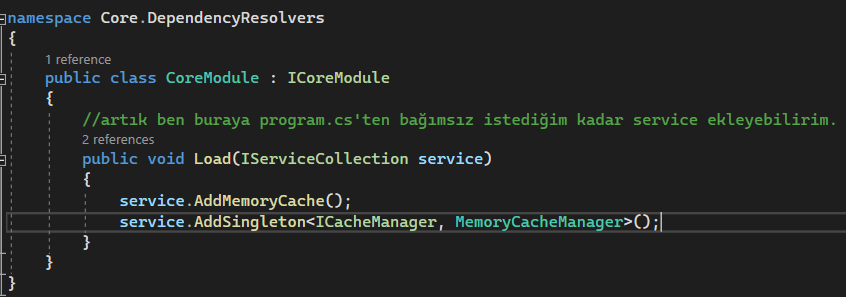 namespace Core.DependencyResolvers
{
1 reference
public class CoreModule : ICoreModule
{
//artık ben buraya program.cs'ten bağımsız istediğim kadar service ekleyebilirim.
2 references
public void Load(IServiceCollection service)
{
service.AddMemoryCache();
service.AddSingleton<ICacheManager, MemoryCacheManager>();
}
}
}